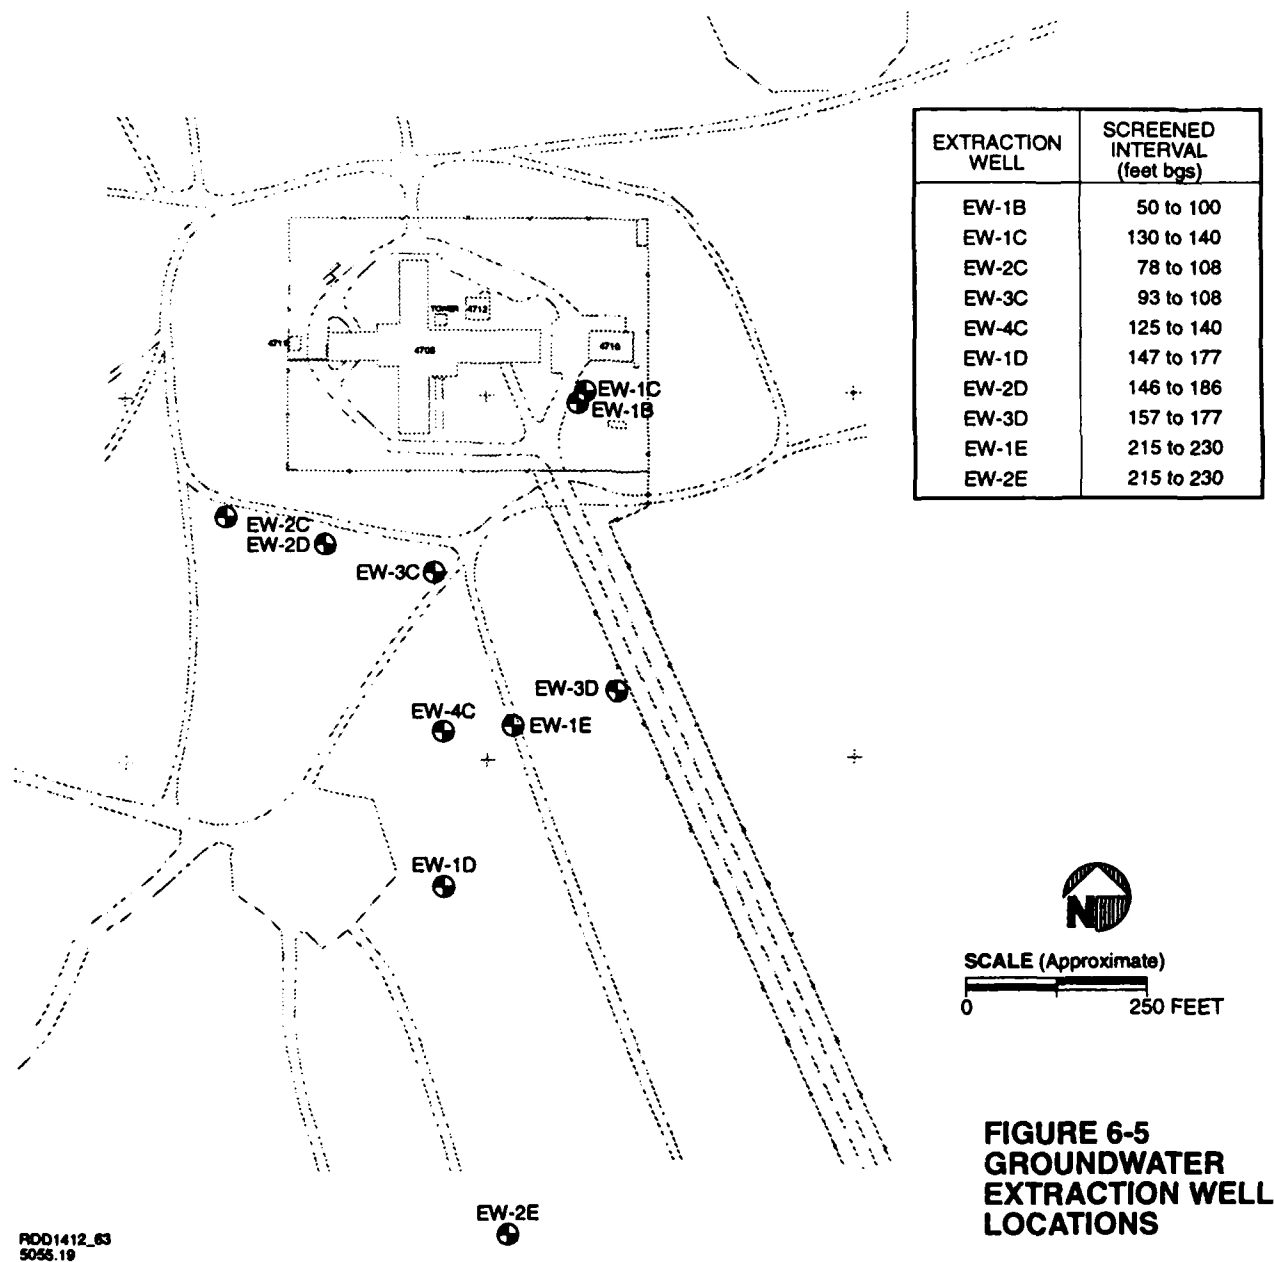 EXTRACTION
WELL
SCREENED
INTERVAL
(feet bgs)
EW-1B 50 to 100
EW-1C 130 to 140
EW-2C 78 to 108
EW-3C 93 to 108
EW-4C 125 to 140
EW-1D 147 to 177
EW-2D 146 to 186
EW-3D 157 to 177
EW-1E 215 to 230
EW-2E 215 to 230
TOWER
4712
4708
4710
EW-1C
EW-1B
EW-2C
EW-2D
EW-3C
EW-3D
EW-4C
EW-1E
EW-1D
EW-2E
N
SCALE (Approximate)
0 250 FEET
FIGURE 6-5
GROUNDWATER
EXTRACTION WELL
LOCATIONS
RDD1412_63
5055.19